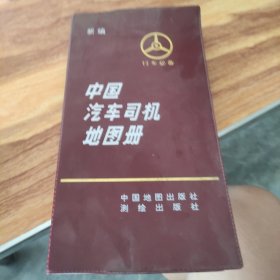 新编
行车必备
中国
汽车司机
地图册
中国地图出版社
测绘出版社